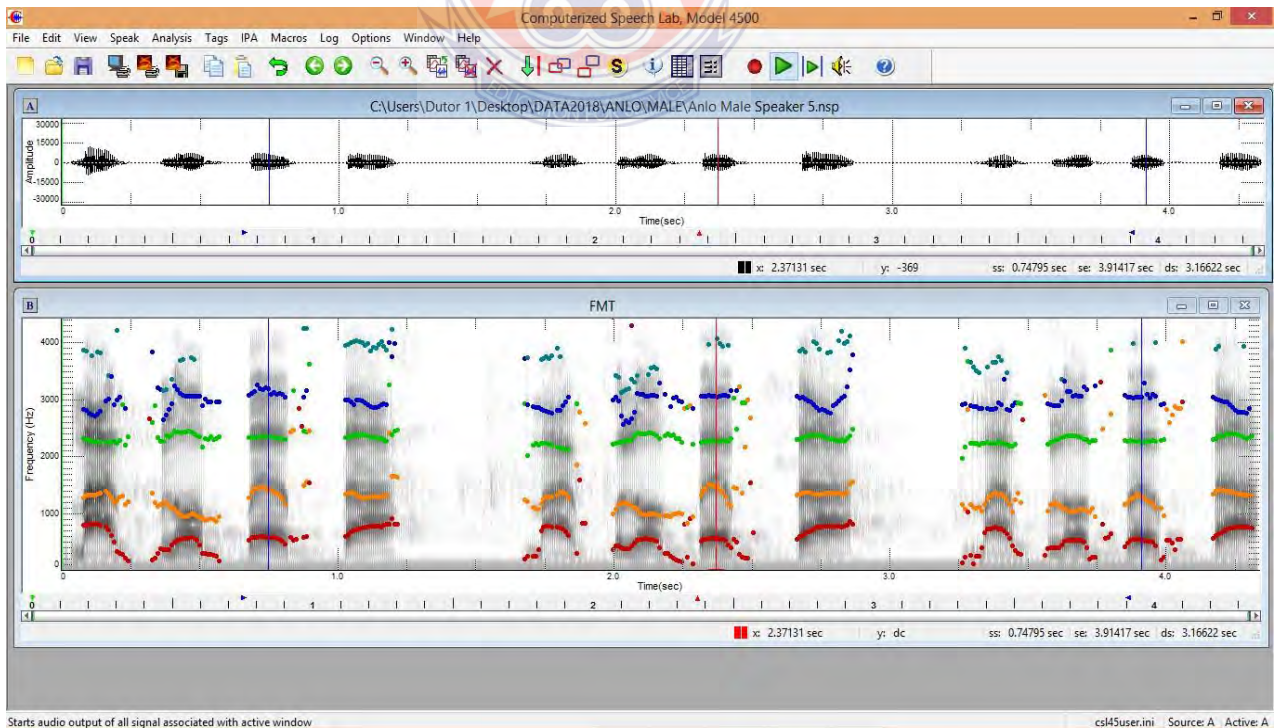 Computerized Speech Lab, Model 4500
File Edit View Speak Analysis Tags IPA Macros Log Options Window Help
EDUCATION FOR SERVICE
A C:\Users\Dutor 1\Desktop\DATA2018\ANLO\MALE\Anlo Male Speaker 5.nsp
Amplitude
30000
15000
0
-15000
-30000
0 1.0 2.0 3.0 4.0
Time(sec)
0 1 2 3 4
x: 2.37131 sec y: -369 ss: 0.74795 sec se: 3.91417 sec ds: 3.16622 sec
B FMT
Frequency (Hz)
4000
3000
2000
1000
0
0 1.0 2.0 3.0 4.0
Time(sec)
0 1 2 3 4
x: 2.37131 sec y: dc ss: 0.74795 sec se: 3.91417 sec ds: 3.16622 sec
Starts audio output of all signal associated with active window csl45user.ini Source: A Active: A